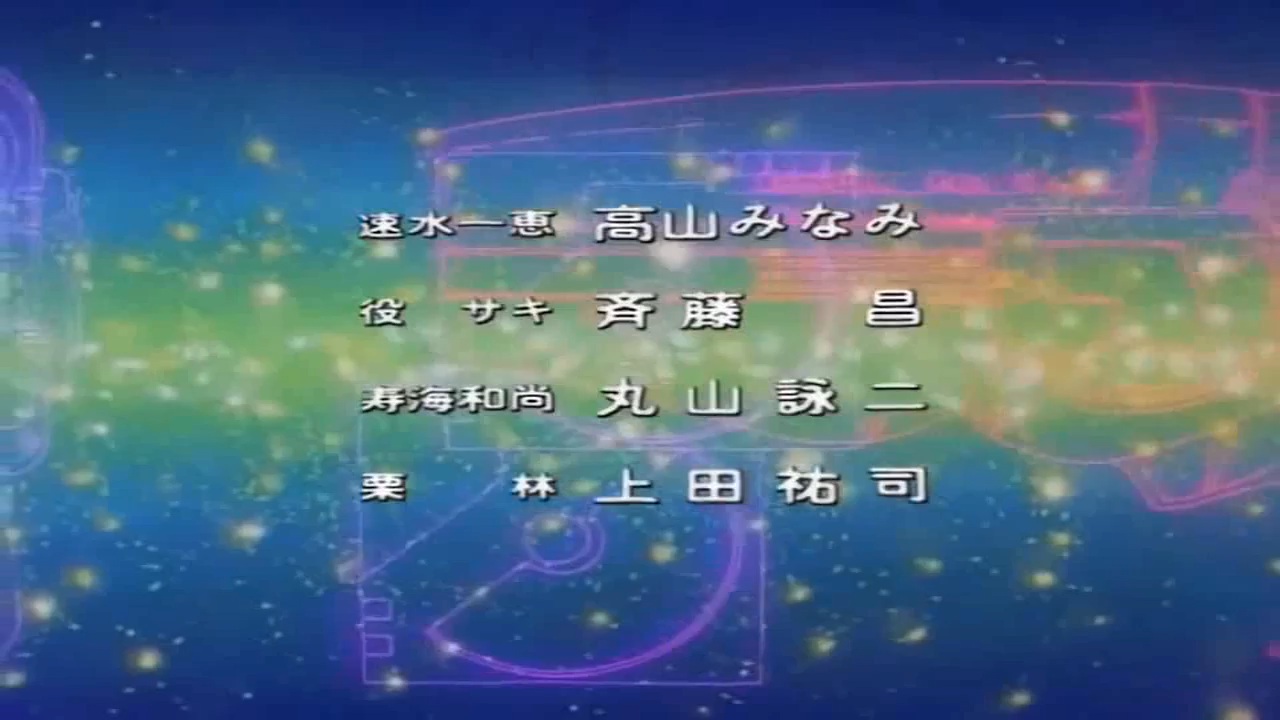 速水一恵 高山みなみ
役 サキ 斉藤 昌
寿海和尚 丸山詠二
栗林 上田祐司